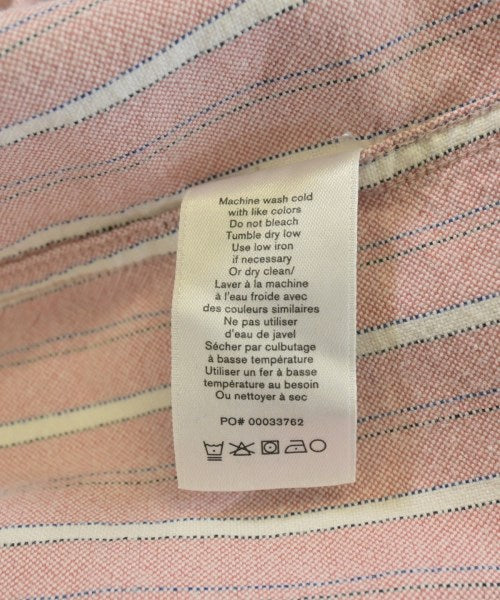 Machine wash cold
with like colors
Do not bleach
Tumble dry low
Use low iron
if necessary
Or dry clean/
Laver à la machine
à l'eau froide avec
des couleurs similaires
Ne pas utiliser
d'eau de javel
Sécher par culbutage
à basse température
Utiliser un fer à basse
température au besoin
Ou nettoyer à sec
PO# 00033762